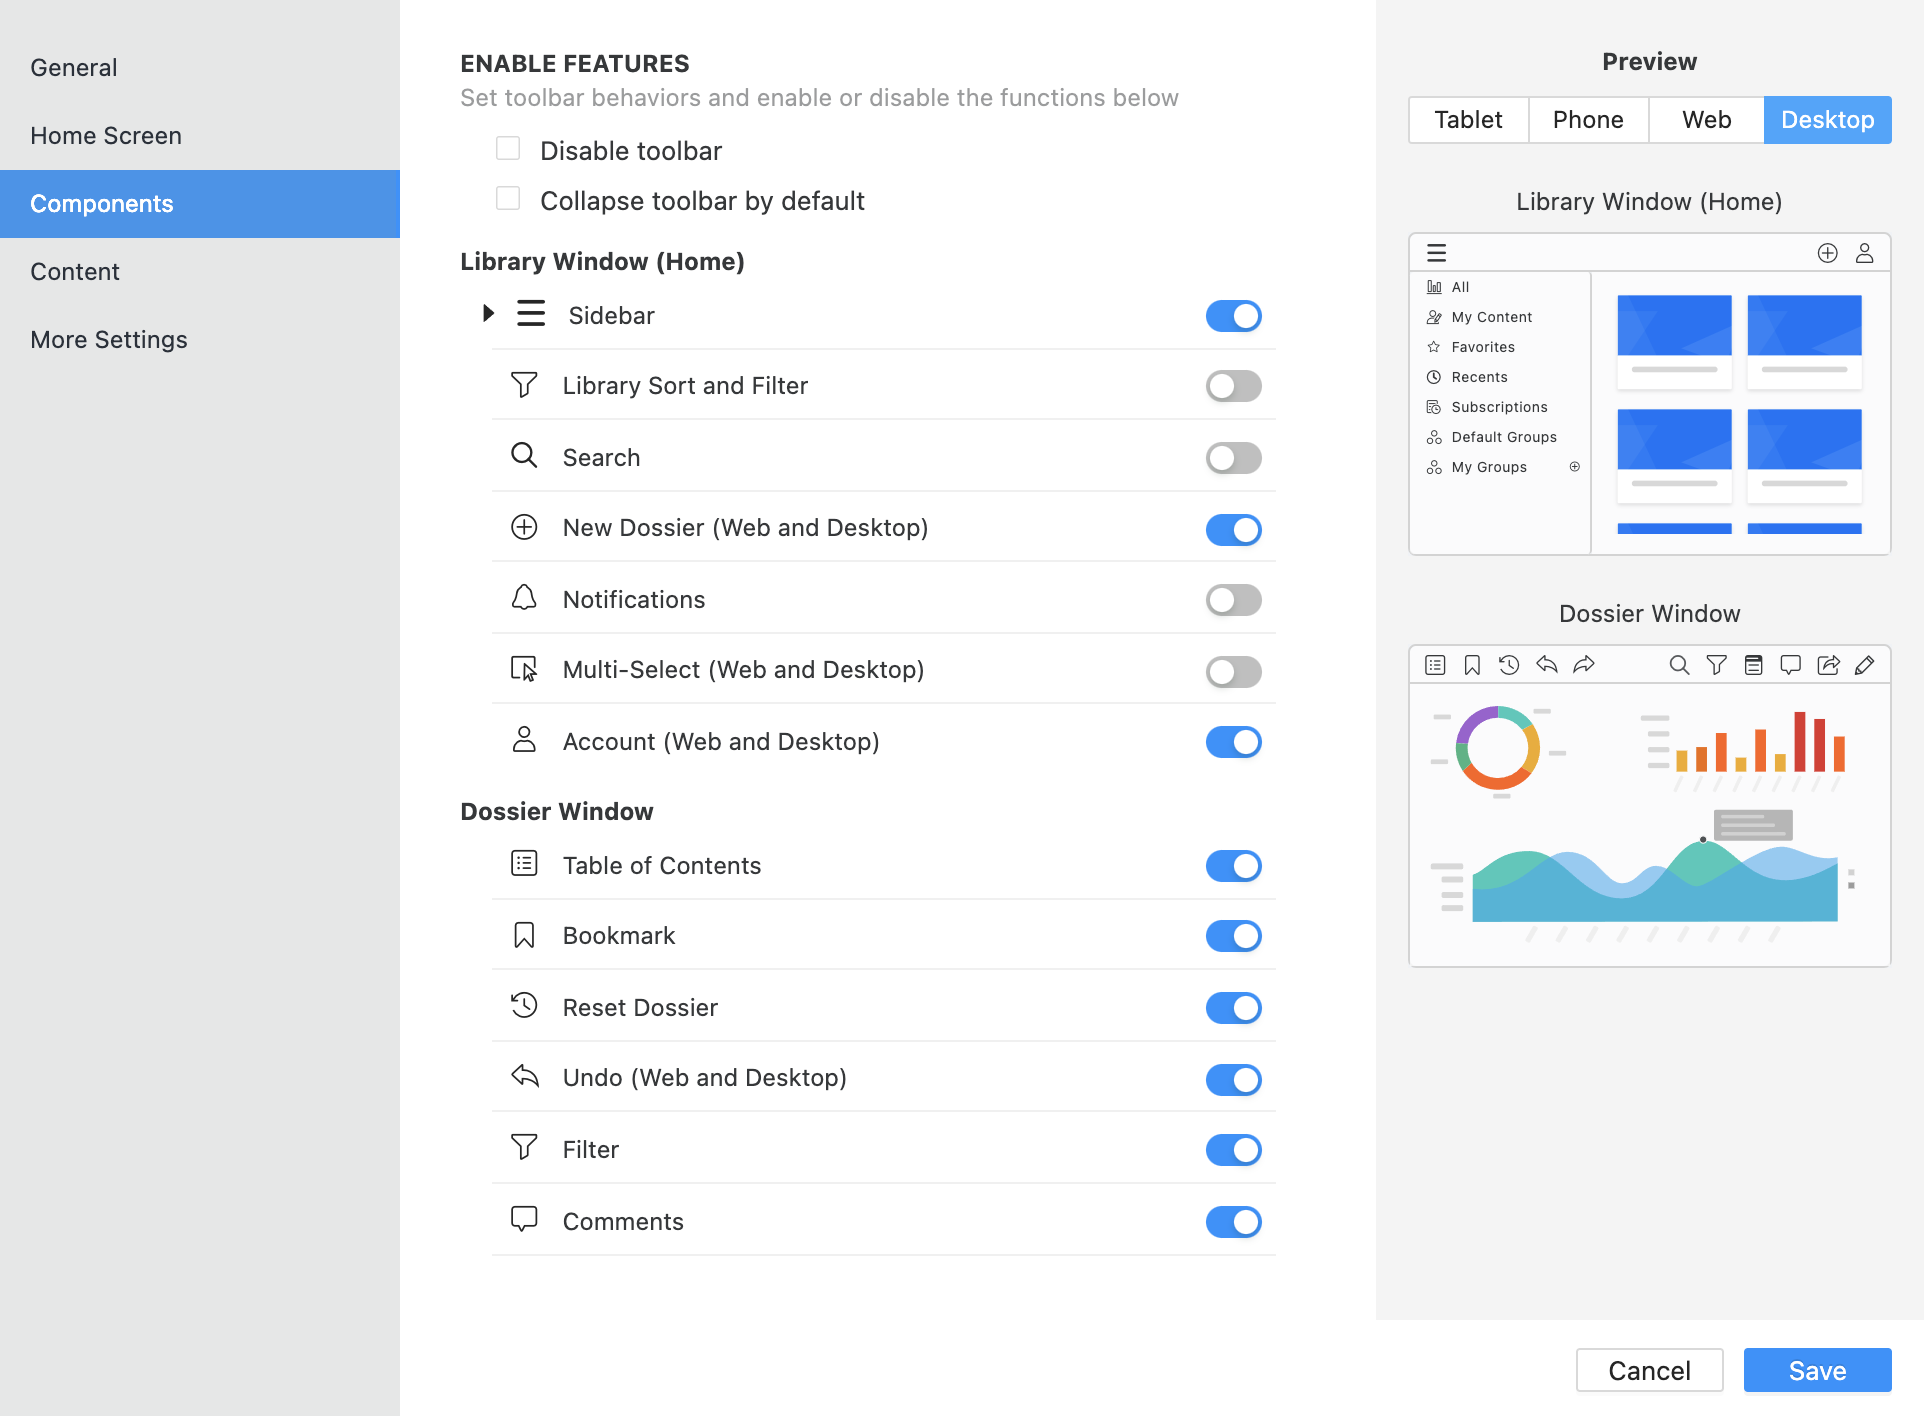 General
Home Screen
Components
Content
More Settings
ENABLE FEATURES
Set toolbar behaviors and enable or disable the functions below
Disable toolbar
Collapse toolbar by default
Library Window (Home)
Sidebar
Library Sort and Filter
Search
New Dossier (Web and Desktop)
Notifications
Multi-Select (Web and Desktop)
Account (Web and Desktop)
Dossier Window
Table of Contents
Bookmark
Reset Dossier
Undo (Web and Desktop)
Filter
Comments
Preview
Tablet Phone Web Desktop
Library Window (Home)
All
My Content
Favorites
Recents
Subscriptions
Default Groups
My Groups
Dossier Window
Cancel Save